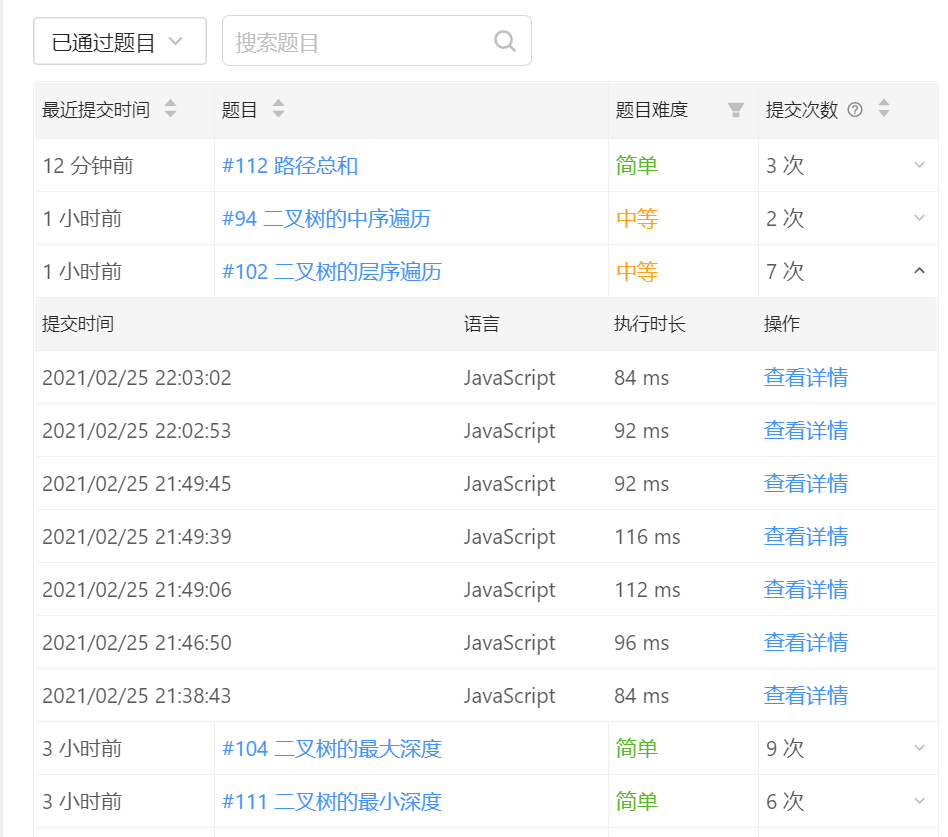 已通过题目 搜索题目
最近提交时间 题目 题目难度 提交次数 ?
12 分钟前 #112 路径总和 简单 3 次
1 小时前 #94 二叉树的中序遍历 中等 2 次
1 小时前 #102 二叉树的层序遍历 中等 7 次
提交时间 语言 执行时长 操作
2021/02/25 22:03:02 JavaScript 84 ms 查看详情
2021/02/25 22:02:53 JavaScript 92 ms 查看详情
2021/02/25 21:49:45 JavaScript 92 ms 查看详情
2021/02/25 21:49:39 JavaScript 116 ms 查看详情
2021/02/25 21:49:06 JavaScript 112 ms 查看详情
2021/02/25 21:46:50 JavaScript 96 ms 查看详情
2021/02/25 21:38:43 JavaScript 84 ms 查看详情
3 小时前 #104 二叉树的最大深度 简单 9 次
3 小时前 #111 二叉树的最小深度 简单 6 次